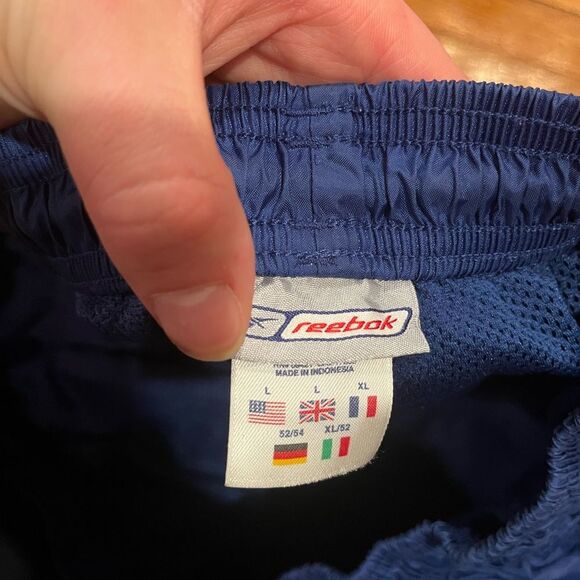 reebok
MADE IN INDONESIA
L L XL
52/54 XL/52